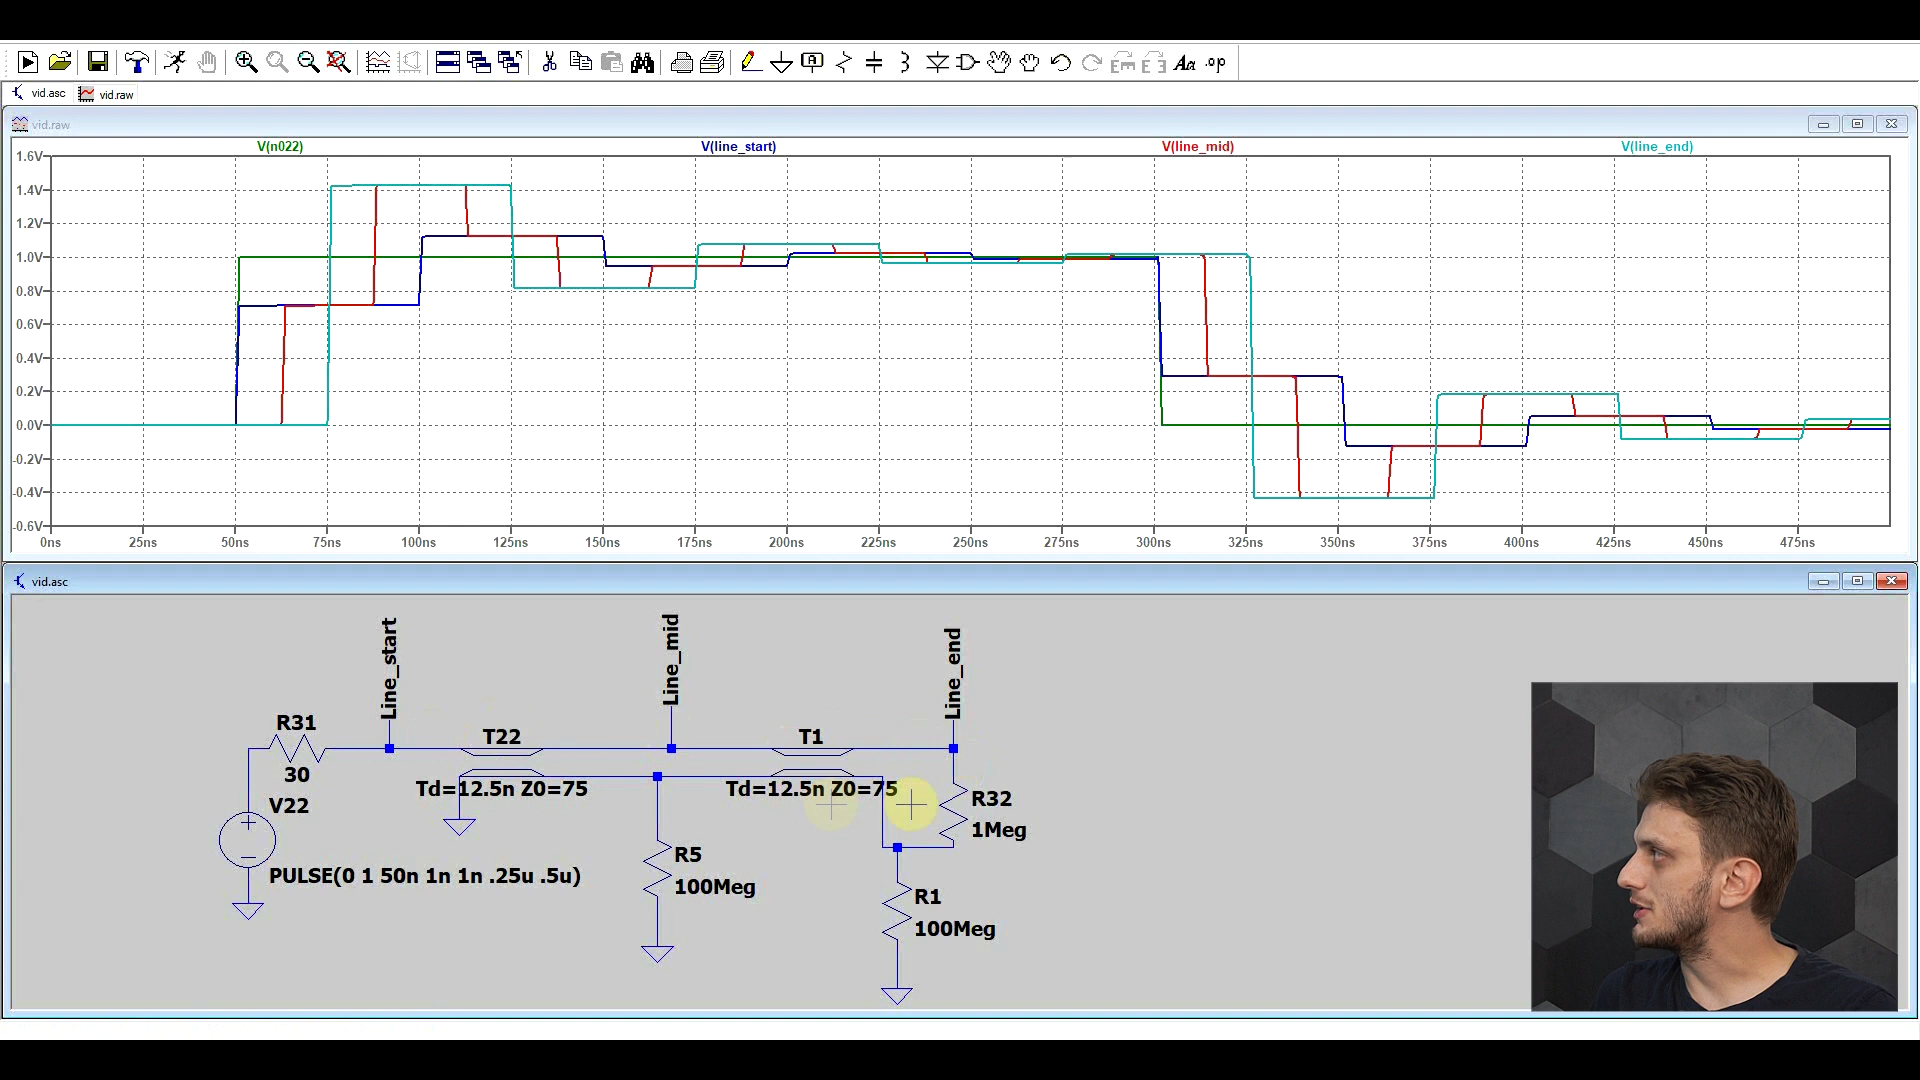 .op
vid.asc vid.raw
vid.raw
V(n022) V(line_start) V(line_mid) V(line_end)
1.6V
1.4V
1.2V
1.0V
0.8V
0.6V
0.4V
0.2V
0.0V
-0.2V
-0.4V
-0.6V
0ns 25ns 50ns 75ns 100ns 125ns 150ns 175ns 200ns 225ns 250ns 275ns 300ns 325ns 350ns 375ns 400ns 425ns 450ns 475ns
vid.asc
Line_start
Line_mid
Line_end
R31
30
V22
PULSE(0 1 50n 1n 1n .25u .5u)
T22
Td=12.5n Z0=75
T1
Td=12.5n Z0=75
R32
1Meg
R5
100Meg
R1
100Meg